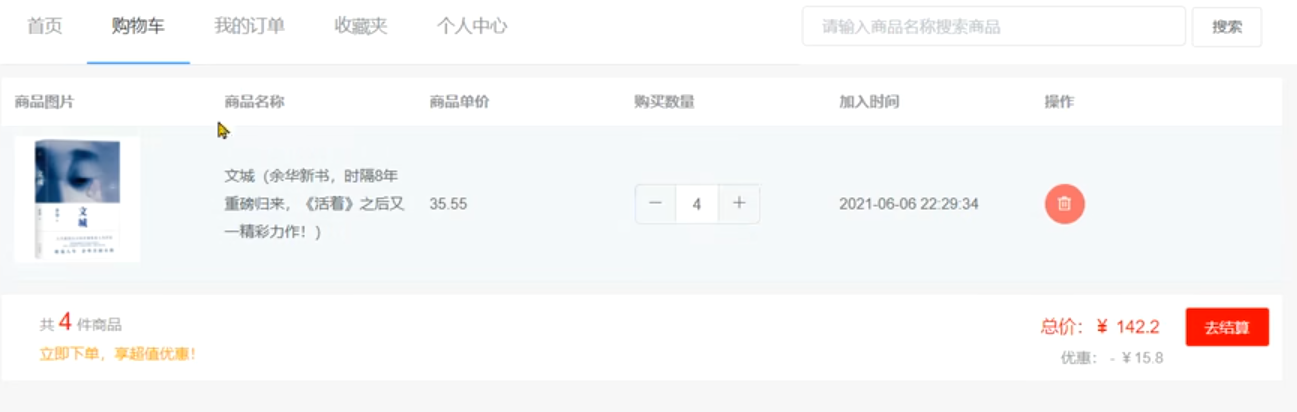 首页 购物车 我的订单 收藏夹 个人中心 请输入商品名称搜索商品 搜索
商品图片 商品名称 商品单价 购买数量 加入时间 操作
文城（余华新书，时隔8年
重磅归来，《活着》之后又 35.55 4 2021-06-06 22:29:34
一精彩力作！）
文城
共 4 件商品
总价：¥ 142.2 去结算
立即下单，享超值优惠！
优惠： - ¥15.8